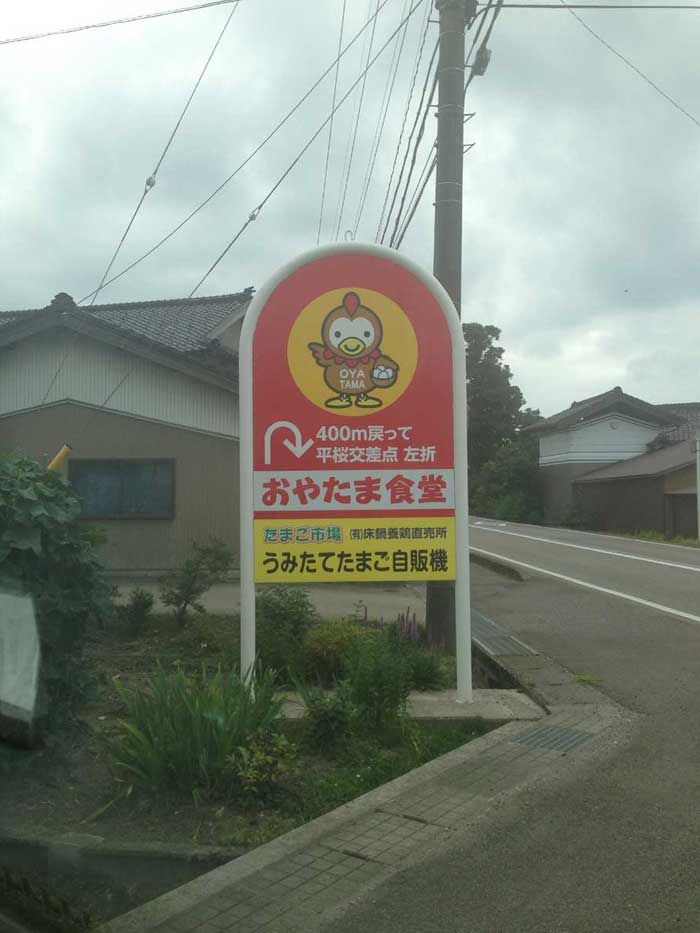 OYA
TAMA
400m戻って
平桜交差点 左折
おやたま食堂
たまご市場 (有)床鍋養鶏直売所
うみたてたまご自販機